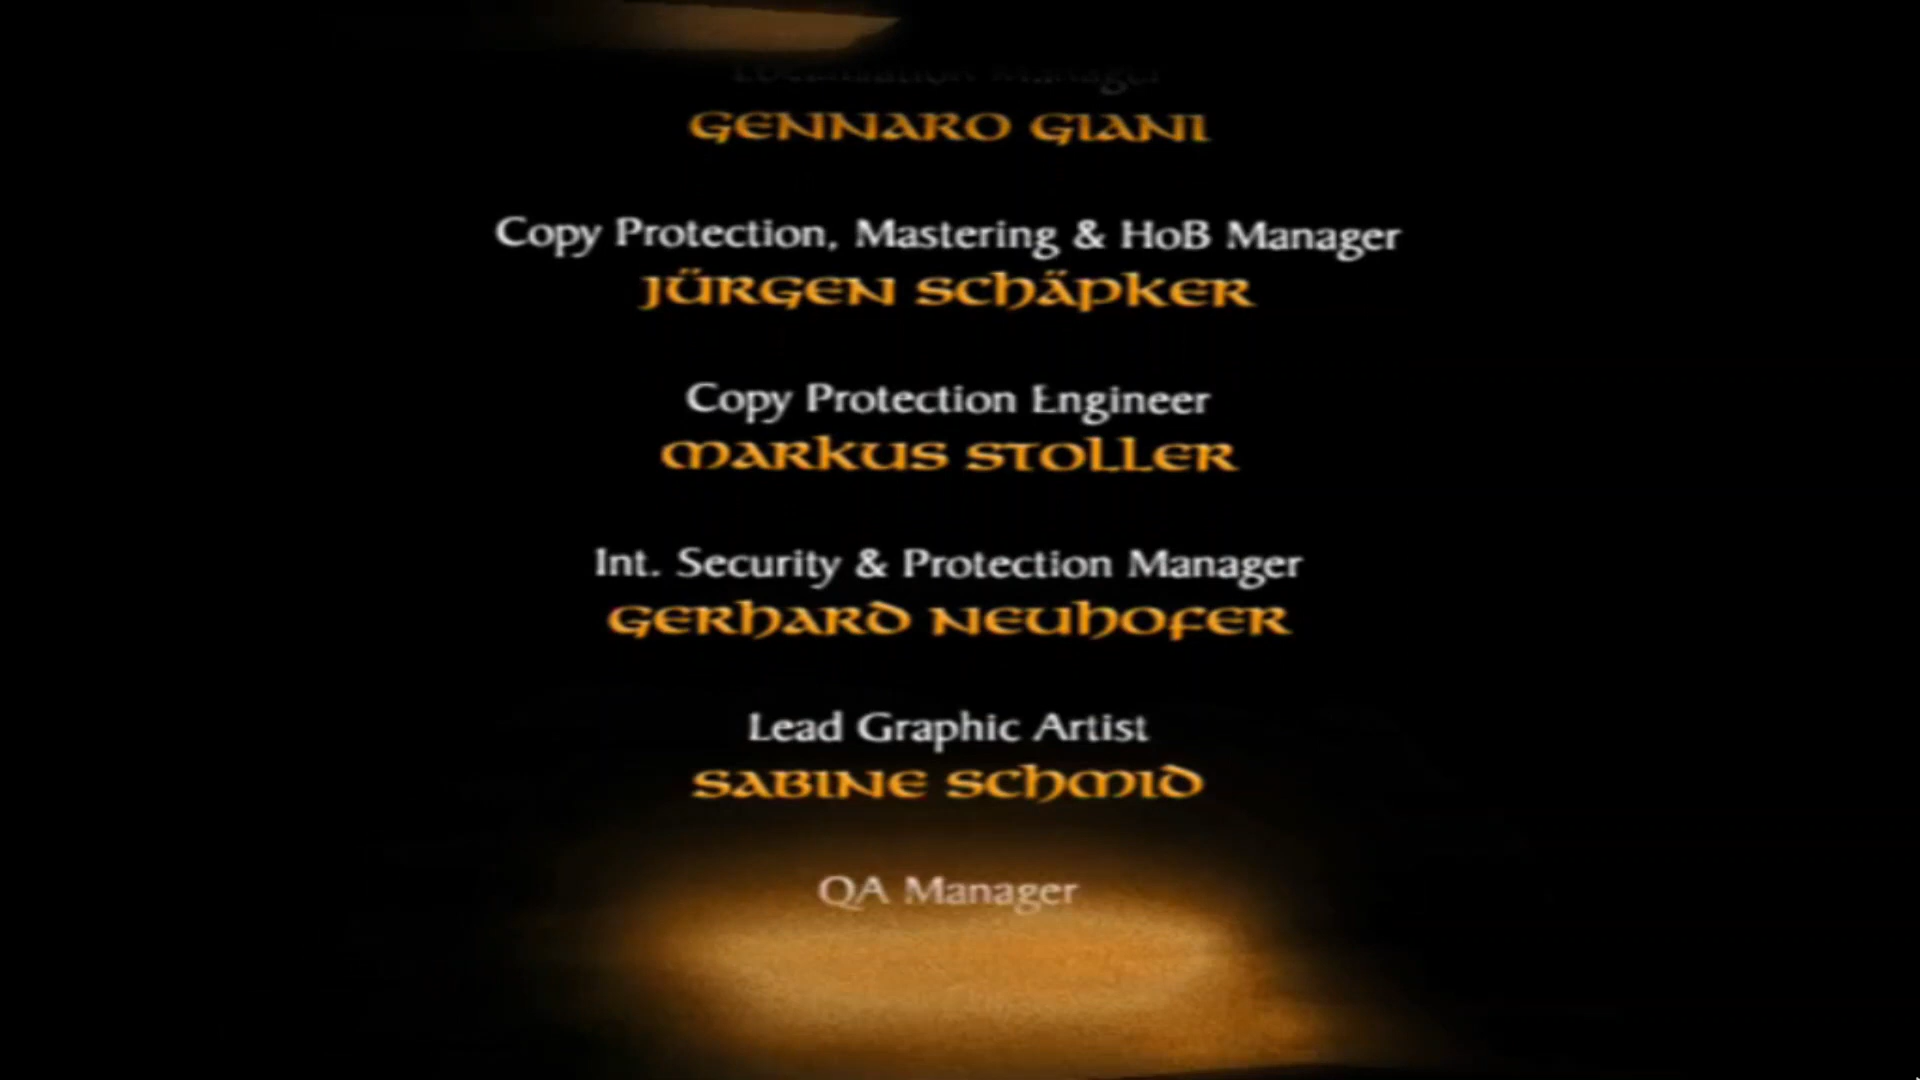 Manager
GENNARO GIANI
Copy Protection, Mastering & HoB Manager
JÜRGEN SCHÄPKER
Copy Protection Engineer
MARKUS STOLLER
Int. Security & Protection Manager
GERHARD NEUHOFER
Lead Graphic Artist
SABINE SCHMID
QA Manager